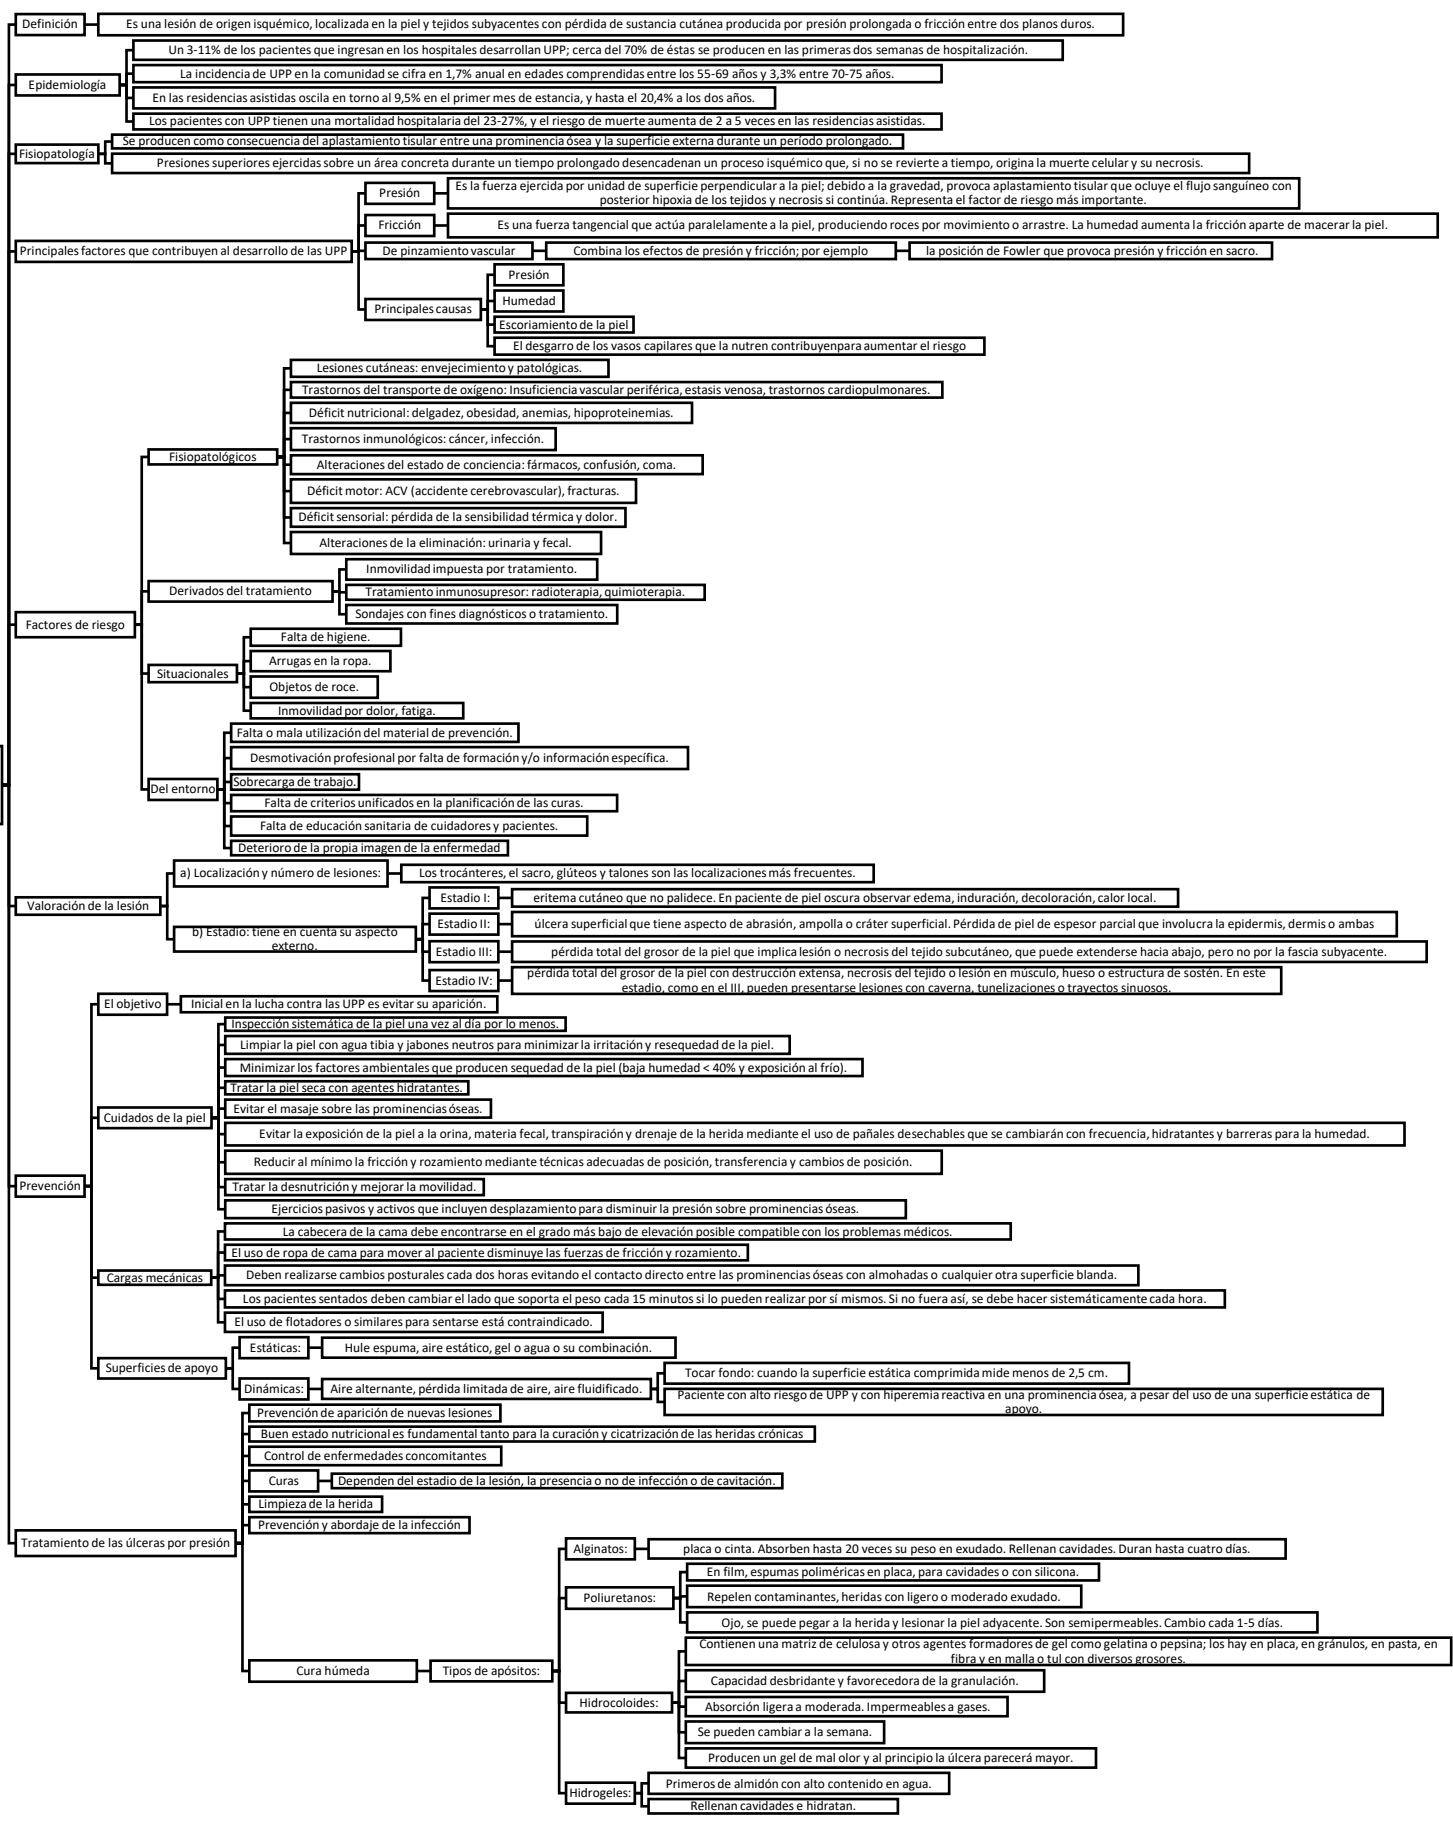 Definición
Es una lesión de origen isquémico, localizada en la piel y tejidos subyacentes con pérdida de sustancia cutánea producida por presión prolongada o fricción entre dos planos duros.
Epidemiología
Un 3-11% de los pacientes que ingresan en los hospitales desarrollan UPP; cerca del 70% de éstas se producen en las primeras dos semanas de hospitalización.
La incidencia de UPP en la comunidad se cifra en 1,7% anual en edades comprendidas entre los 55-69 años y 3,3% entre 70-75 años.
En las residencias asistidas oscila en torno al 9,5% en el primer mes de estancia, y hasta el 20,4% a los dos años.
Los pacientes con UPP tienen una mortalidad hospitalaria del 23-27%, y el riesgo de muerte aumenta de 2 a 5 veces en las residencias asistidas.
Fisiopatología
Se producen como consecuencia del aplastamiento tisular entre una prominencia ósea y la superficie externa durante un período prolongado.
Presiones superiores ejercidas sobre un área concreta durante un tiempo prolongado desencadenan un proceso isquémico que, si no se revierte a tiempo, origina la muerte celular y su necrosis.
Principales factores que contribuyen al desarrollo de las UPP
Presión
Es la fuerza ejercida por unidad de superficie perpendicular a la piel; debido a la gravedad, provoca aplastamiento tisular que ocluye el flujo sanguíneo con
posterior hipoxia de los tejidos y necrosis si continúa. Representa el factor de riesgo más importante.
Fricción
Es una fuerza tangencial que actúa paralelamente a la piel, produciendo roces por movimiento o arrastre. La humedad aumenta la fricción aparte de macerar la piel.
De pinzamiento vascular
Combina los efectos de presión y fricción; por ejemplo
la posición de Fowler que provoca presión y fricción en sacro.
Principales causas
Presión
Humedad
Escoriamiento de la piel
El desgarro de los vasos capilares que la nutren contribuyenpara aumentar el riesgo
Factores de riesgo
Fisiopatológicos
Lesiones cutáneas: envejecimiento y patológicas.
Trastornos del transporte de oxígeno: Insuficiencia vascular periférica, estasis venosa, trastornos cardiopulmonares.
Déficit nutricional: delgadez, obesidad, anemias, hipoproteinemias.
Trastornos inmunológicos: cáncer, infección.
Alteraciones del estado de conciencia: fármacos, confusión, coma.
Déficit motor: ACV (accidente cerebrovascular), fracturas.
Déficit sensorial: pérdida de la sensibilidad térmica y dolor.
Alteraciones de la eliminación: urinaria y fecal.
Derivados del tratamiento
Inmovilidad impuesta por tratamiento.
Tratamiento inmunosupresor: radioterapia, quimioterapia.
Sondajes con fines diagnósticos o tratamiento.
Situacionales
Falta de higiene.
Arrugas en la ropa.
Objetos de roce.
Inmovilidad por dolor, fatiga.
Del entorno
Falta o mala utilización del material de prevención.
Desmotivación profesional por falta de formación y/o información específica.
Sobrecarga de trabajo.
Falta de criterios unificados en la planificación de las curas.
Falta de educación sanitaria de cuidadores y pacientes.
Deterioro de la propia imagen de la enfermedad
Valoración de la lesión
a) Localización y número de lesiones:
Los trocánteres, el sacro, glúteos y talones son las localizaciones más frecuentes.
b) Estadio: tiene en cuenta su aspecto
externo.
Estadio I:
eritema cutáneo que no palidece. En paciente de piel oscura observar edema, induración, decoloración, calor local.
Estadio II:
úlcera superficial que tiene aspecto de abrasión, ampolla o cráter superficial. Pérdida de piel de espesor parcial que involucra la epidermis, dermis o ambas
Estadio III:
pérdida total del grosor de la piel que implica lesión o necrosis del tejido subcutáneo, que puede extenderse hacia abajo, pero no por la fascia subyacente.
Estadio IV:
pérdida total del grosor de la piel con destrucción extensa, necrosis del tejido o lesión en músculo, hueso o estructura de sostén. En este
estadio, como en el III, pueden presentarse lesiones con caverna, tunelizaciones o trayectos sinuosos.
Prevención
El objetivo
Inicial en la lucha contra las UPP es evitar su aparición.
Cuidados de la piel
Inspección sistemática de la piel una vez al día por lo menos.
Limpiar la piel con agua tibia y jabones neutros para minimizar la irritación y resequedad de la piel.
Minimizar los factores ambientales que producen sequedad de la piel (baja humedad < 40% y exposición al frío).
Tratar la piel seca con agentes hidratantes.
Evitar el masaje sobre las prominencias óseas.
Evitar la exposición de la piel a la orina, materia fecal, transpiración y drenaje de la herida mediante el uso de pañales desechables que se cambiarán con frecuencia, hidratantes y barreras para la humedad.
Reducir al mínimo la fricción y rozamiento mediante técnicas adecuadas de posición, transferencia y cambios de posición.
Tratar la desnutrición y mejorar la movilidad.
Ejercicios pasivos y activos que incluyen desplazamiento para disminuir la presión sobre prominencias óseas.
Cargas mecánicas
La cabecera de la cama debe encontrarse en el grado más bajo de elevación posible compatible con los problemas médicos.
El uso de ropa de cama para mover al paciente disminuye las fuerzas de fricción y rozamiento.
Deben realizarse cambios posturales cada dos horas evitando el contacto directo entre las prominencias óseas con almohadas o cualquier otra superficie blanda.
Los pacientes sentados deben cambiar el lado que soporta el peso cada 15 minutos si lo pueden realizar por sí mismos. Si no fuera así, se debe hacer sistemáticamente cada hora.
El uso de flotadores o similares para sentarse está contraindicado.
Superficies de apoyo
Estáticas:
Hule espuma, aire estático, gel o agua o su combinación.
Dinámicas:
Aire alternante, pérdida limitada de aire, aire fluidificado.
Tocar fondo: cuando la superficie estática comprimida mide menos de 2,5 cm.
Paciente con alto riesgo de UPP y con hiperemia reactiva en una prominencia ósea, a pesar del uso de una superficie estática de
apoyo.
Tratamiento de las úlceras por presión
Prevención de aparición de nuevas lesiones
Buen estado nutricional es fundamental tanto para la curación y cicatrización de las heridas crónicas
Control de enfermedades concomitantes
Curas
Dependen del estadio de la lesión, la presencia o no de infección o de cavitación.
Limpieza de la herida
Prevención y abordaje de la infección
Cura húmeda
Tipos de apósitos:
Alginatos:
placa o cinta. Absorben hasta 20 veces su peso en exudado. Rellenan cavidades. Duran hasta cuatro días.
Poliuretanos:
En film, espumas poliméricas en placa, para cavidades o con silicona.
Repelen contaminantes, heridas con ligero o moderado exudado.
Ojo, se puede pegar a la herida y lesionar la piel adyacente. Son semipermeables. Cambio cada 1-5 días.
Hidrocoloides:
Contienen una matriz de celulosa y otros agentes formadores de gel como gelatina o pepsina; los hay en placa, en gránulos, en pasta, en
fibra y en malla o tul con diversos grosores.
Capacidad desbridante y favorecedora de la granulación.
Absorción ligera a moderada. Impermeables a gases.
Se pueden cambiar a la semana.
Producen un gel de mal olor y al principio la úlcera parecerá mayor.
Hidrogeles:
Primeros de almidón con alto contenido en agua.
Rellenan cavidades e hidratan.